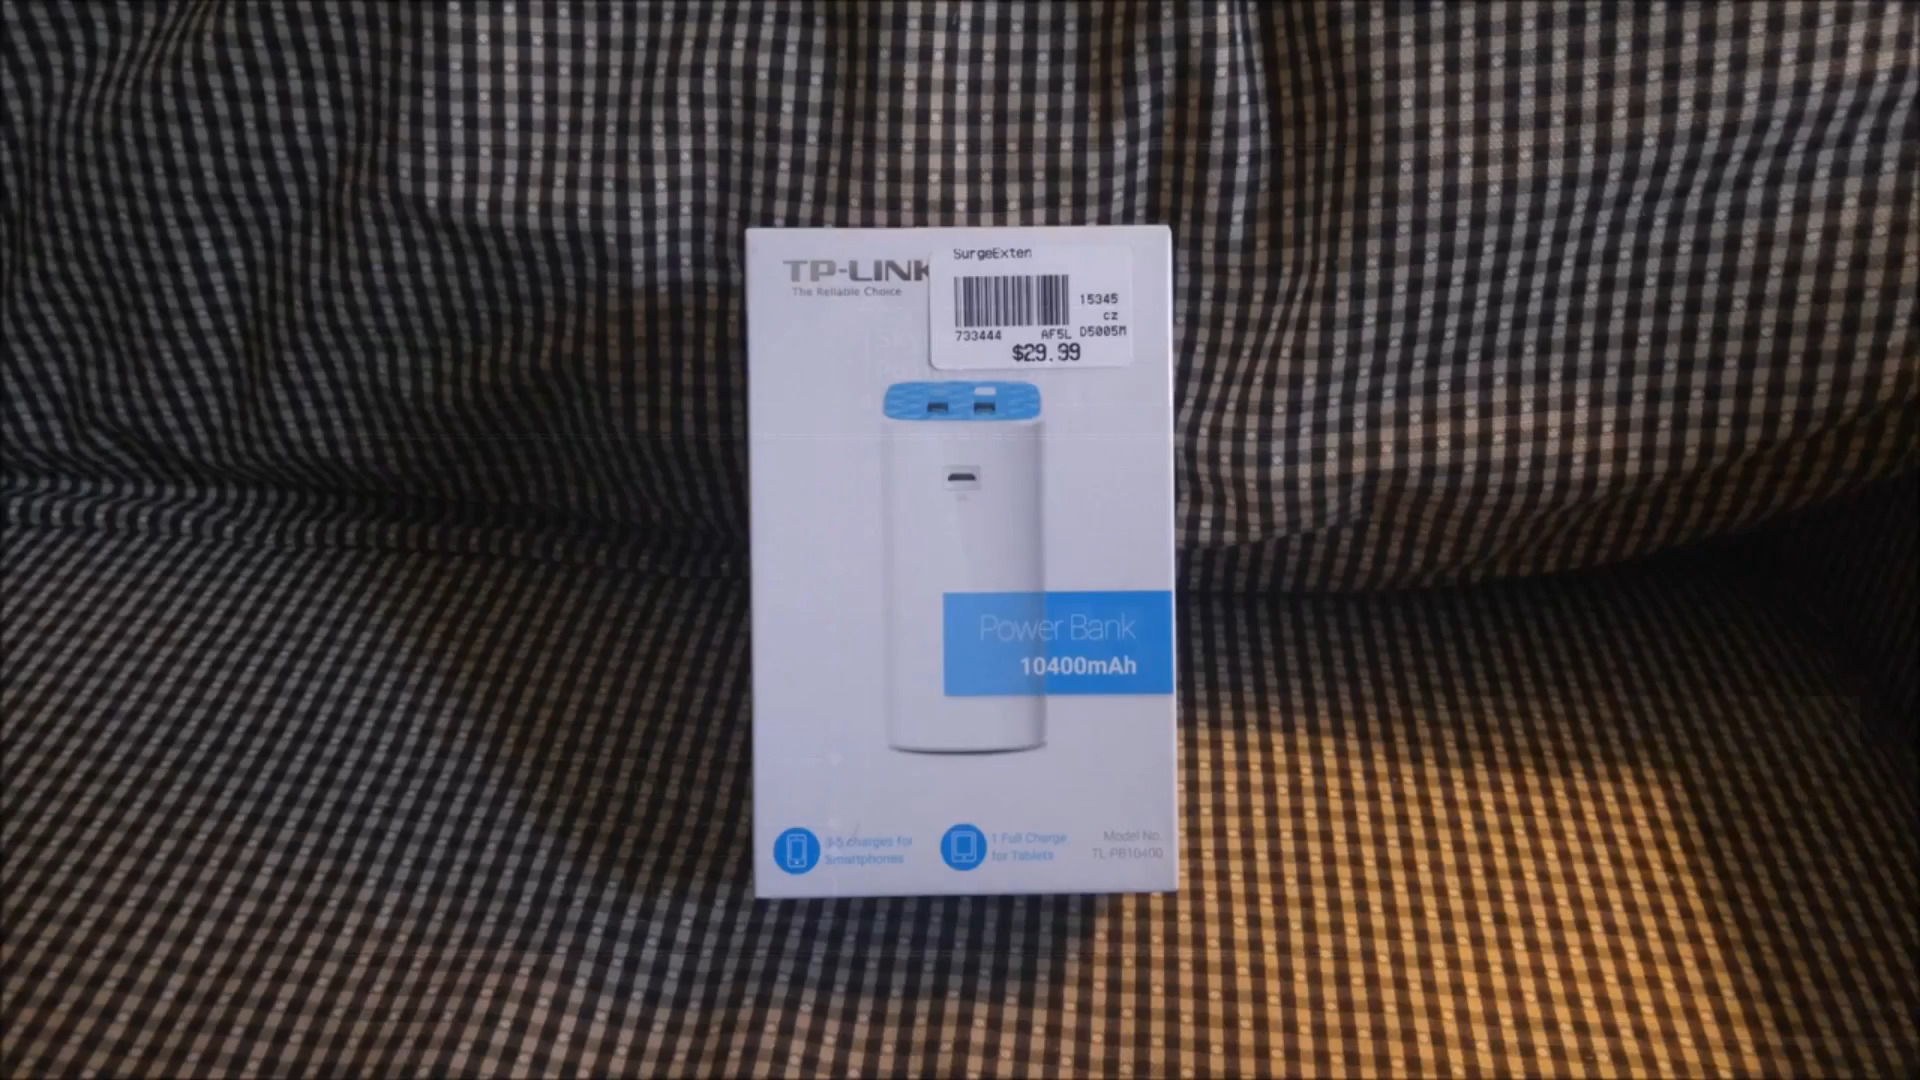 TP-LINK
The Reliable Choice
SurgeExten
15345
cz
733444 AF5L D5005M
$29.99
Power Bank
10400mAh
3-5 charges for
Smartphones
1 Full Charge
for Tablets
Model No.
TL-PB10400